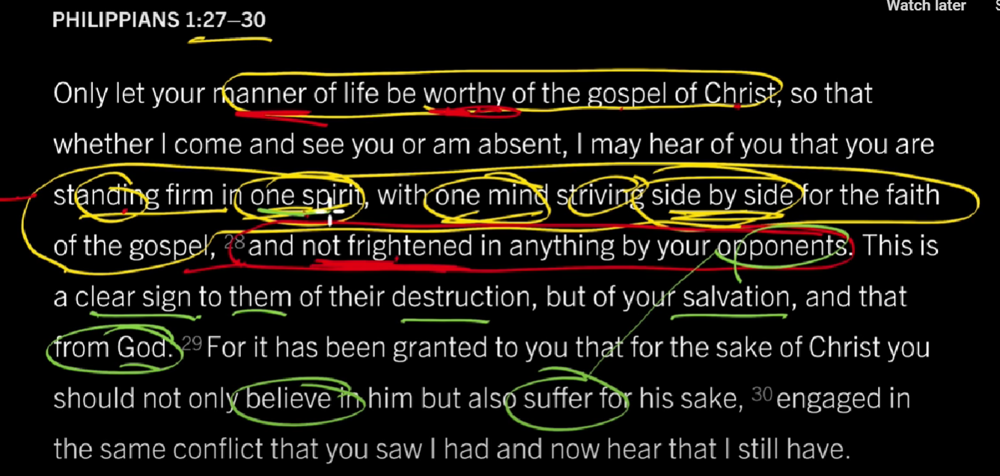 Watch later
PHILIPPIANS 1:27–30
Only let your manner of life be worthy of the gospel of Christ, so that
whether I come and see you or am absent, I may hear of you that you are
standing firm in one spirit, with one mind striving side by side for the faith
of the gospel, 28 and not frightened in anything by your opponents. This is
a clear sign to them of their destruction, but of your salvation, and that
from God. 29 For it has been granted to you that for the sake of Christ you
should not only believe in him but also suffer for his sake, 30 engaged in
the same conflict that you saw I had and now hear that I still have.